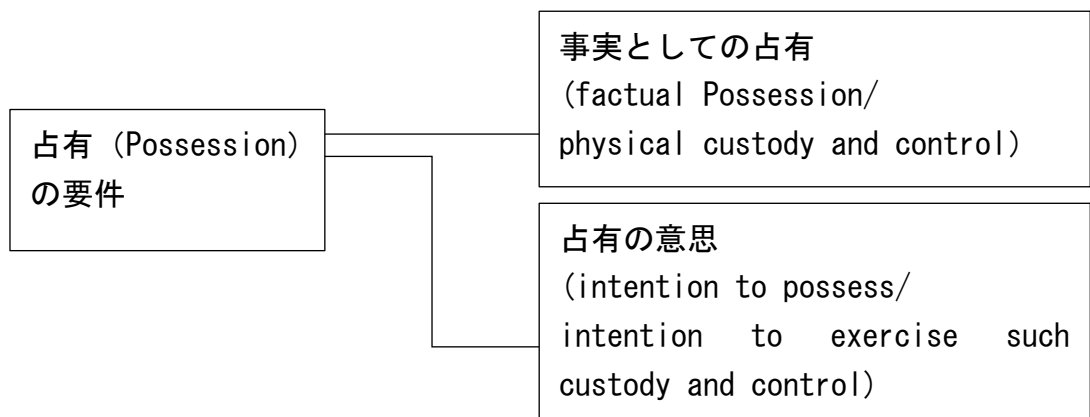 占有 (Possession)
の要件
事実としての占有
(factual Possession/
physical custody and control)
占有の意思
(intention to possess/
intention to exercise such
custody and control)